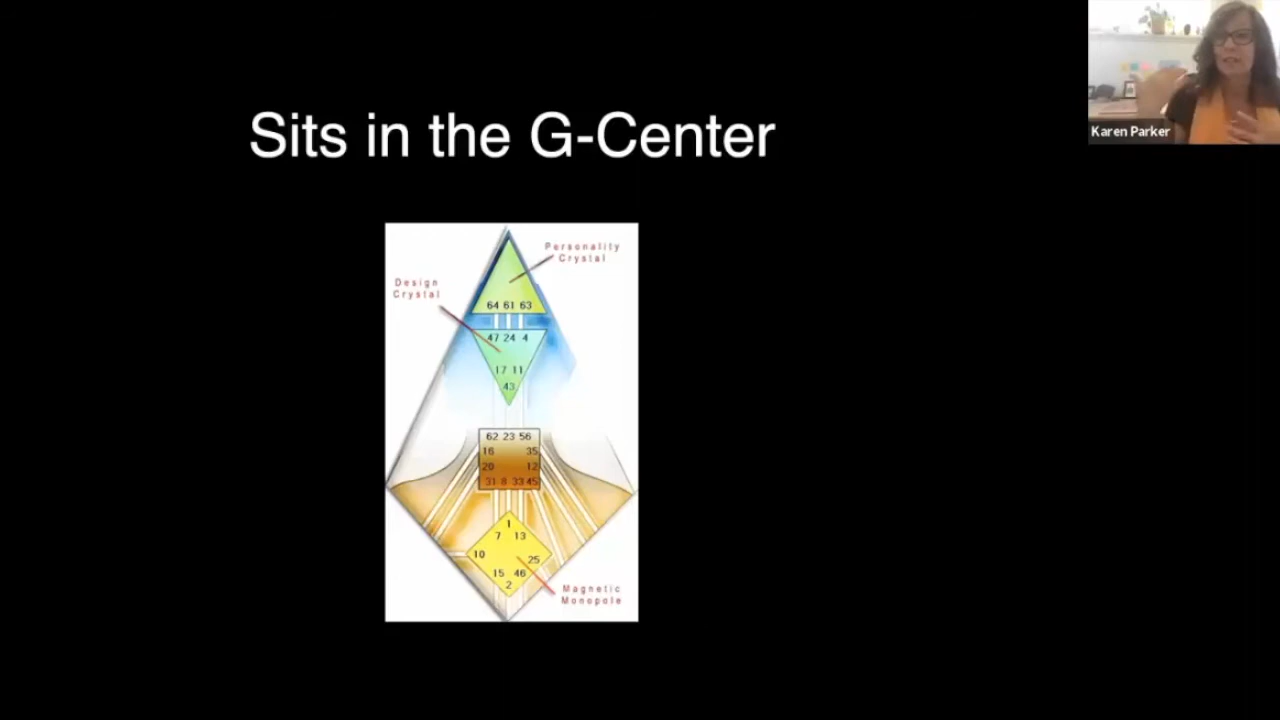 Sits in the G-Center
Karen Parker
Personality
Crystal
Design
Crystal
64 61 63
47 24 4
17 11
43
62 23 56
16 35
20 12
31 8 33 45
1
7 13
10
25
15 46
2
Magnetic
Monopole